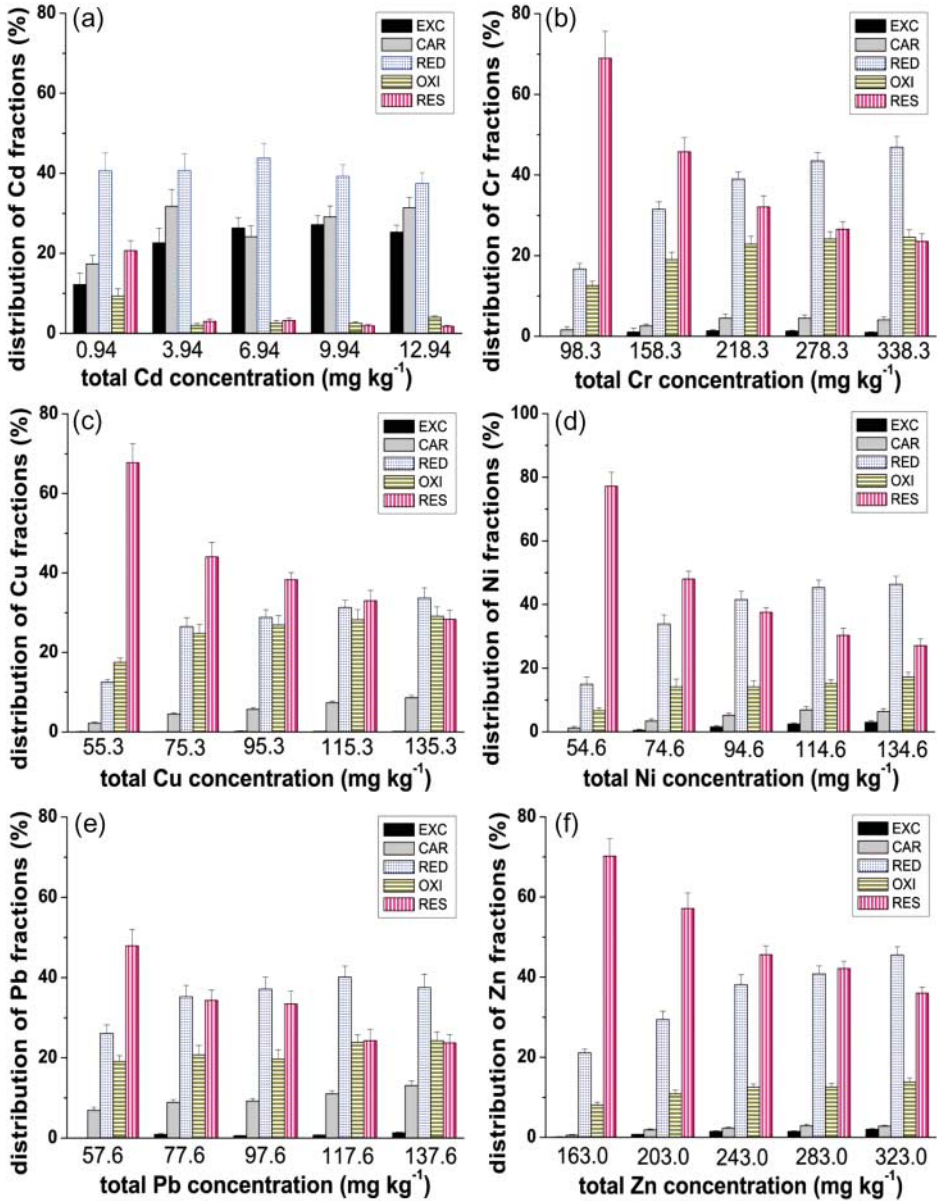 (a)
distribution of Cd fractions (%)
80
60
40
20
0
EXC
CAR
RED
OXI
RES
0.94 3.94 6.94 9.94 12.94
total Cd concentration (mg kg⁻¹)
(b)
distribution of Cr fractions (%)
80
60
40
20
0
EXC
CAR
RED
OXI
RES
98.3 158.3 218.3 278.3 338.3
total Cr concentration (mg kg⁻¹)
(c)
distribution of Cu fractions (%)
80
60
40
20
0
EXC
CAR
RED
OXI
RES
55.3 75.3 95.3 115.3 135.3
total Cu concentration (mg kg⁻¹)
(d)
distribution of Ni fractions (%)
100
80
60
40
20
0
EXC
CAR
RED
OXI
RES
54.6 74.6 94.6 114.6 134.6
total Ni concentration (mg kg⁻¹)
(e)
distribution of Pb fractions (%)
80
60
40
20
0
EXC
CAR
RED
OXI
RES
57.6 77.6 97.6 117.6 137.6
total Pb concentration (mg kg⁻¹)
(f)
distribution of Zn fractions (%)
80
60
40
20
0
EXC
CAR
RED
OXI
RES
163.0 203.0 243.0 283.0 323.0
total Zn concentration (mg kg⁻¹)